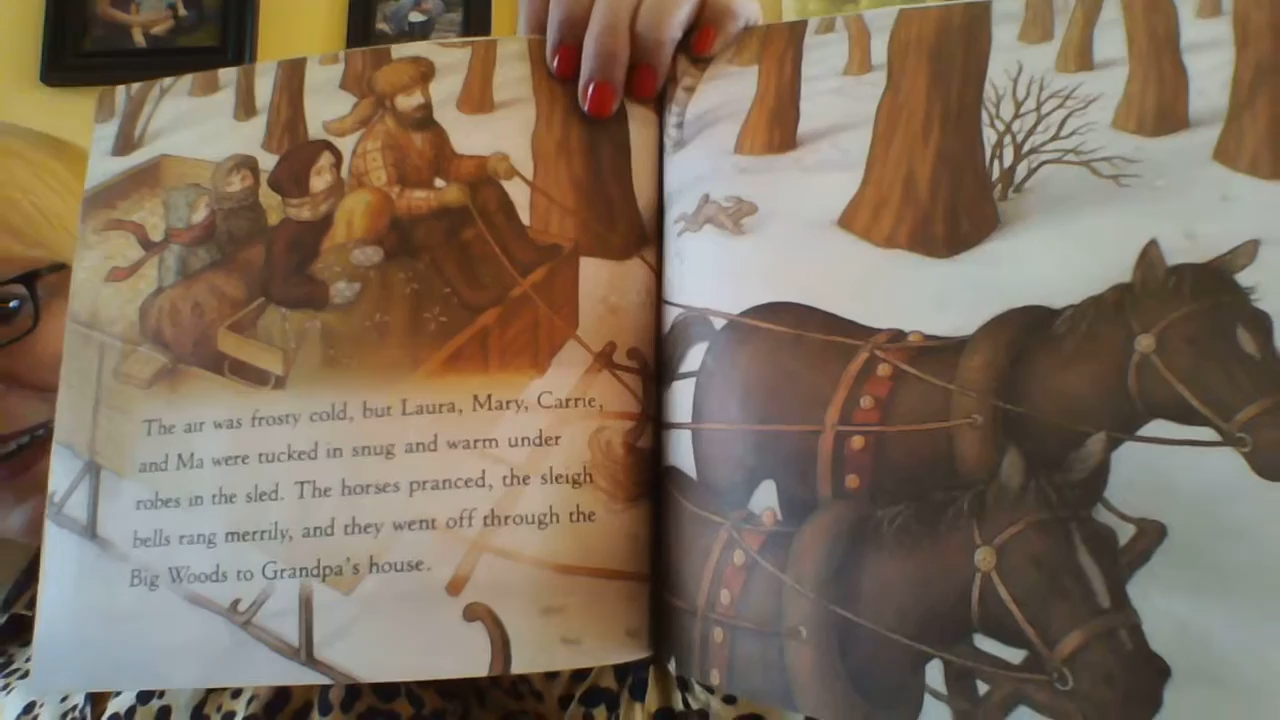 The air was frosty cold, but Laura, Mary, Carrie,
and Ma were tucked in snug and warm under
robes in the sled. The horses pranced, the sleigh
bells rang merrily, and they went off through the
Big Woods to Grandpa's house.